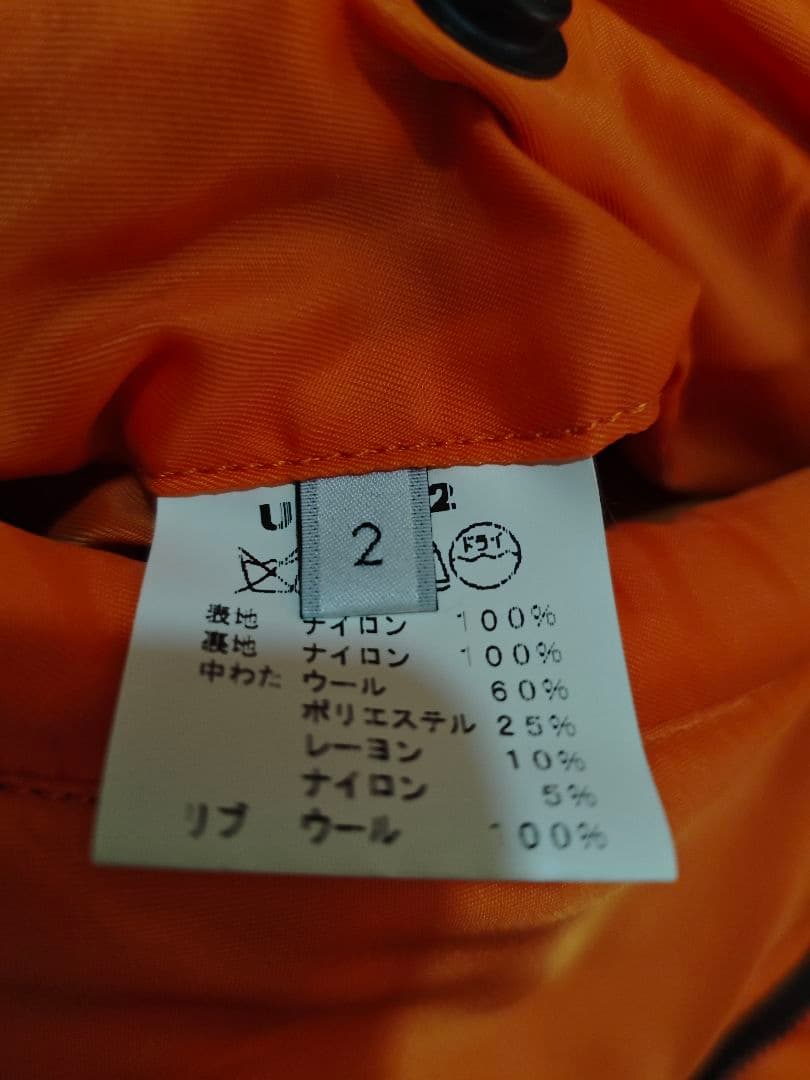 U 2
2
ドライ
表地 ナイロン 100%
裏地 ナイロン 100%
中わた ウール 60%
ポリエステル 25%
レーヨン 10%
ナイロン 5%
リブ ウール 100%